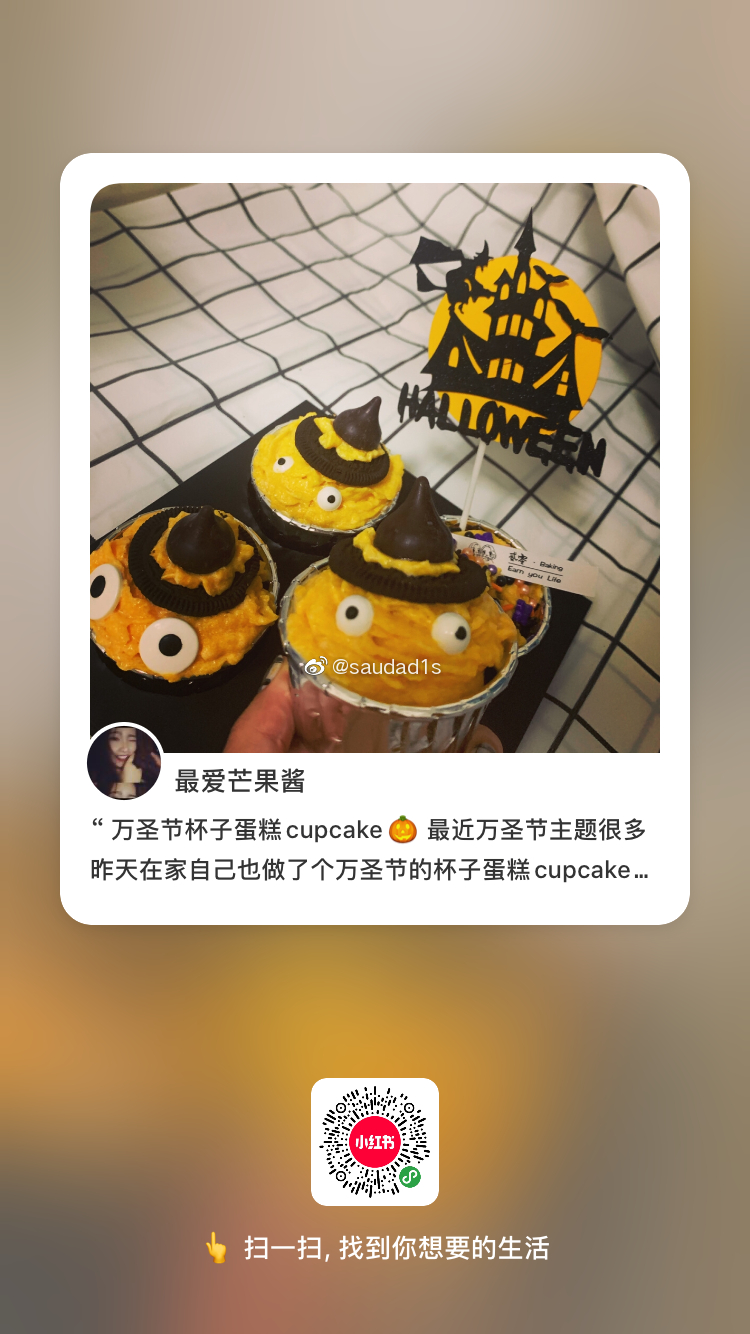 HALLOWEEN
· Baking
Earn you Life
@saudad1s
最爱芒果酱
“ 万圣节杯子蛋糕cupcake🎃 最近万圣节主题很多
昨天在家自己也做了个万圣节的杯子蛋糕cupcake...
小红书
👆 扫一扫, 找到你想要的生活